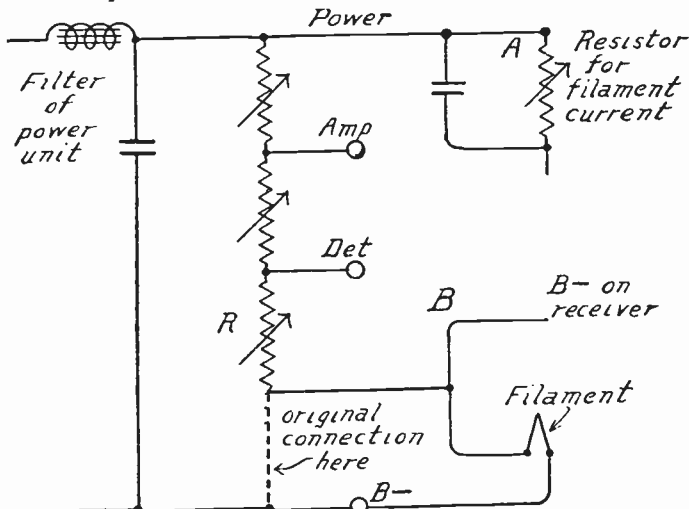 Power
A
Resistor
for
filament
current
Filter
of
power
unit
Amp
Det
R
B
B- on
receiver
Filament
original
connection
here
B-